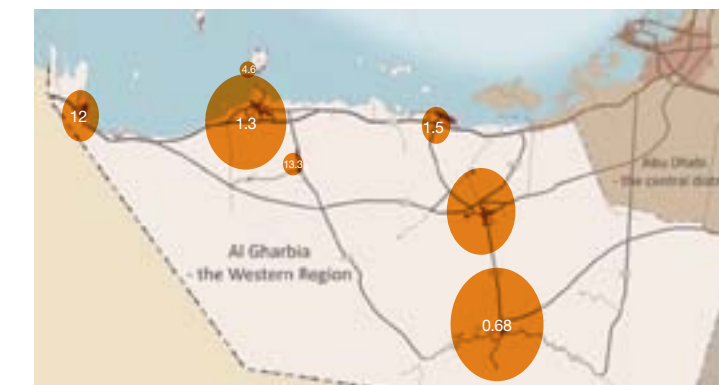 4.6
12
1.3
1.5
13.3
Abu Dhabi
- the central
Al Gharbia
- the Western Region
0.68